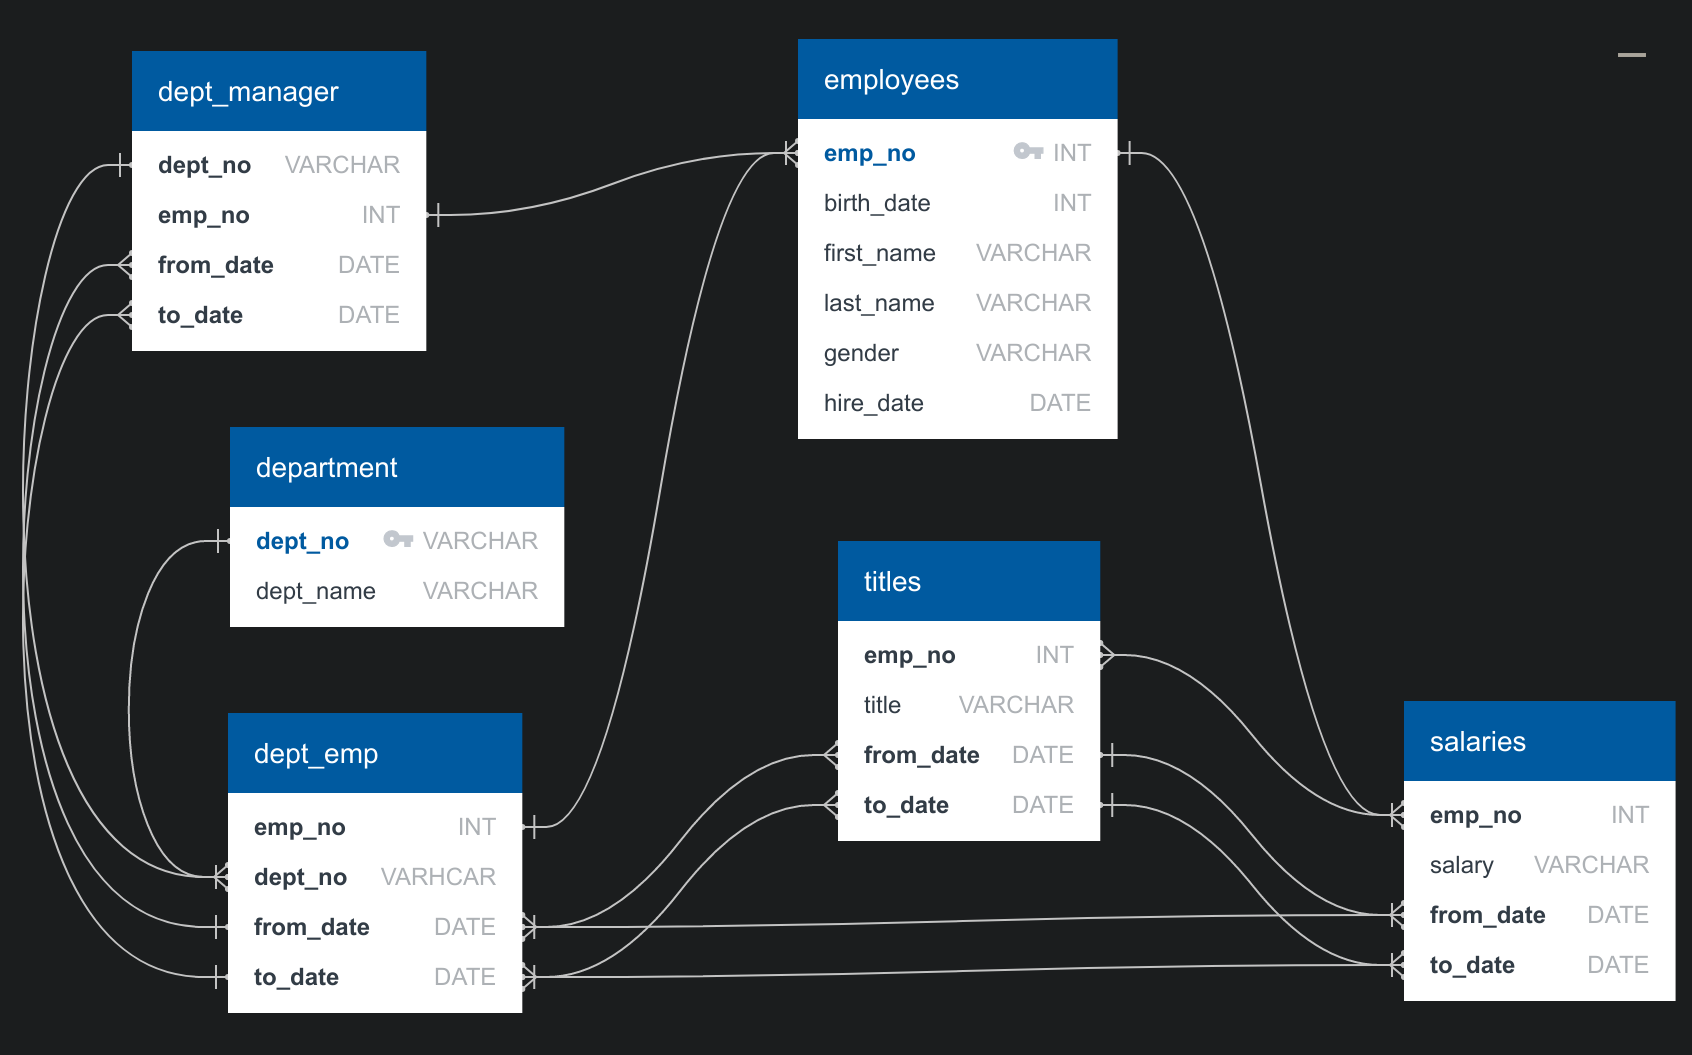 dept_manager
dept_no VARCHAR
emp_no INT
from_date DATE
to_date DATE
employees
emp_no INT
birth_date INT
first_name VARCHAR
last_name VARCHAR
gender VARCHAR
hire_date DATE
department
dept_no VARCHAR
dept_name VARCHAR
titles
emp_no INT
title VARCHAR
from_date DATE
to_date DATE
dept_emp
emp_no INT
dept_no VARHCAR
from_date DATE
to_date DATE
salaries
emp_no INT
salary VARCHAR
from_date DATE
to_date DATE